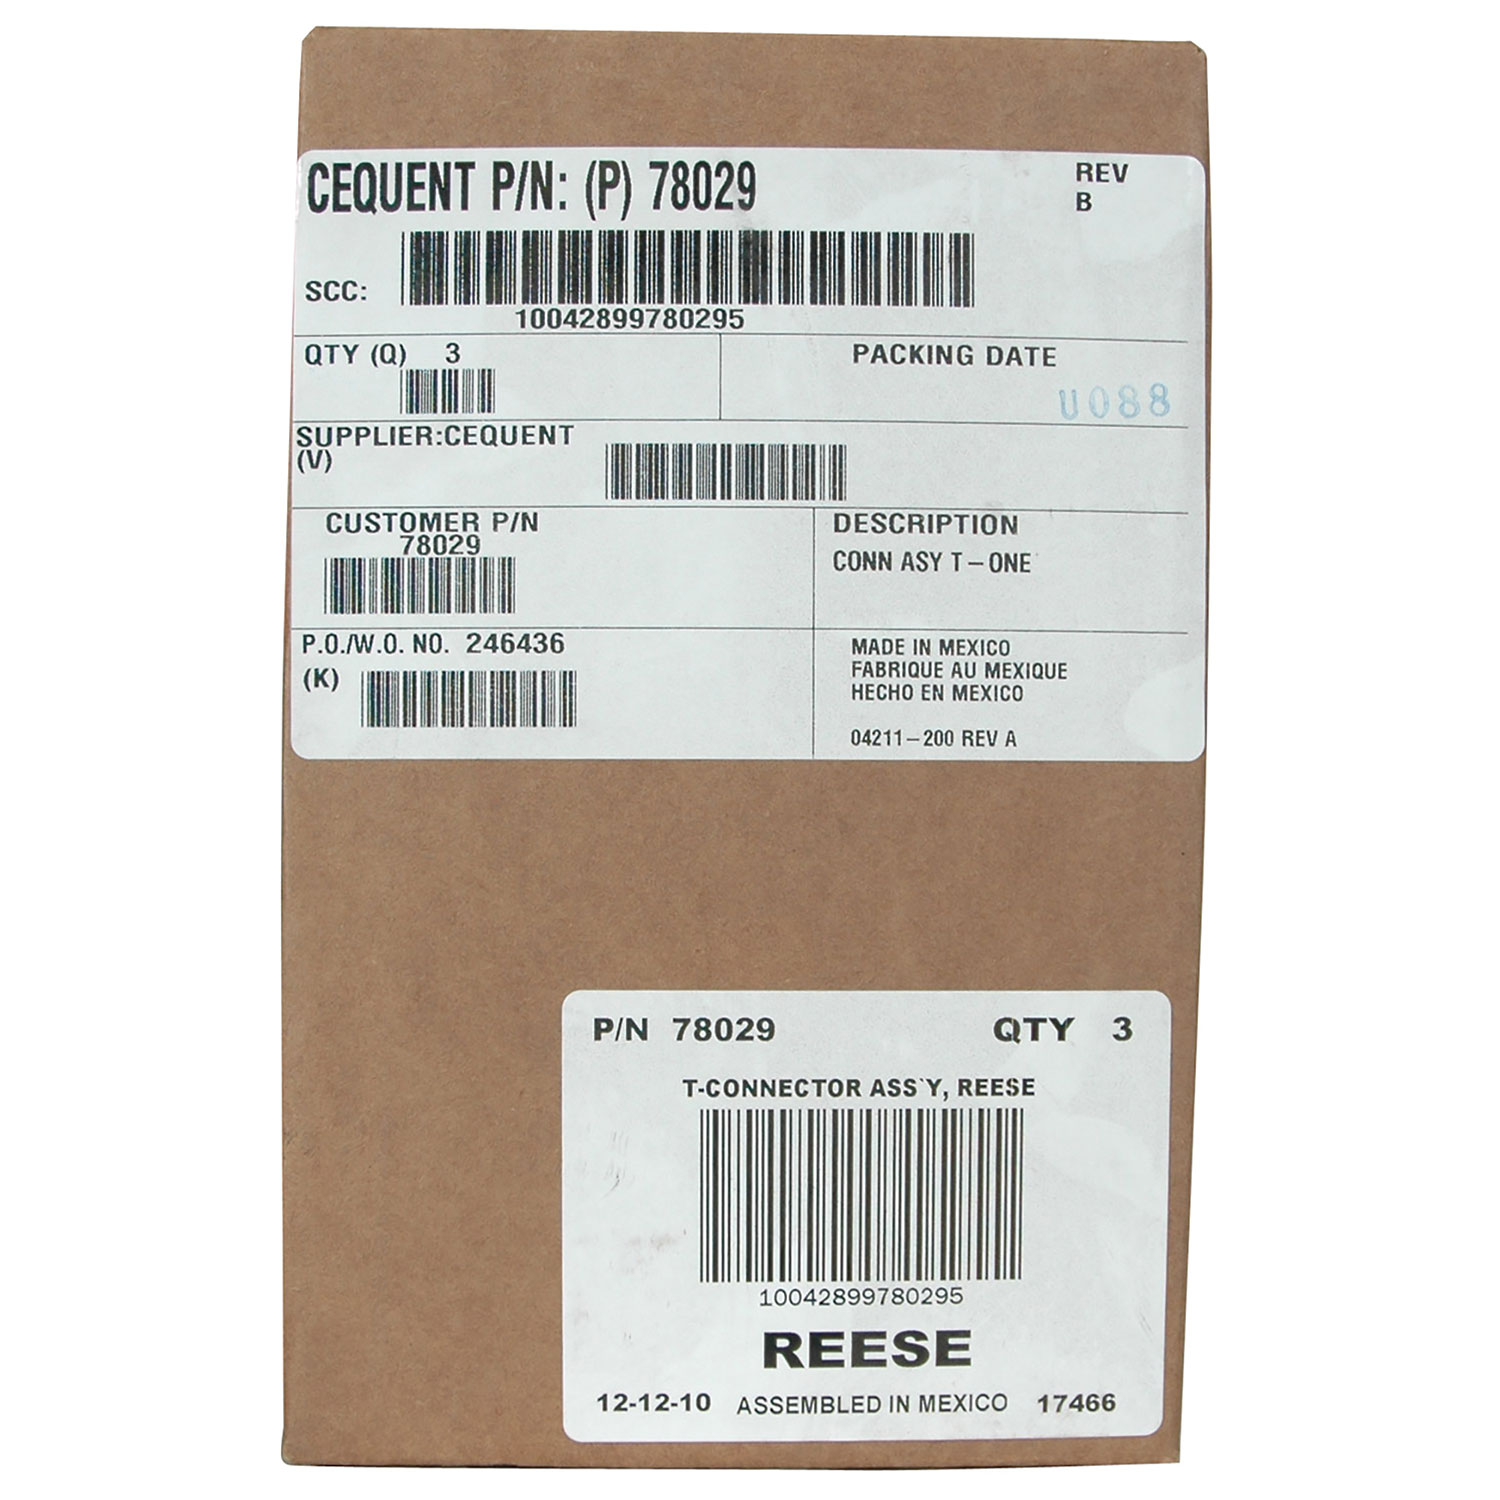 CEQUENT P/N: (P) 78029
REV
B
SCC:
10042899780295
QTY (Q) 3
PACKING DATE
U088
SUPPLIER:CEQUENT
(V)
CUSTOMER P/N
78029
DESCRIPTION
CONN ASY T-ONE
P.O./W.O. NO. 246436
(K)
MADE IN MEXICO
FABRIQUE AU MEXIQUE
HECHO EN MEXICO
04211-200 REV A
P/N 78029 QTY 3
T-CONNECTOR ASS`Y, REESE
10042899780295
REESE
12-12-10 ASSEMBLED IN MEXICO 17466